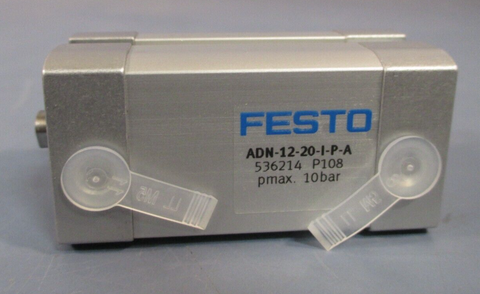 FESTO
ADN-12-20-I-P-A
536214 P108
pmax. 10bar